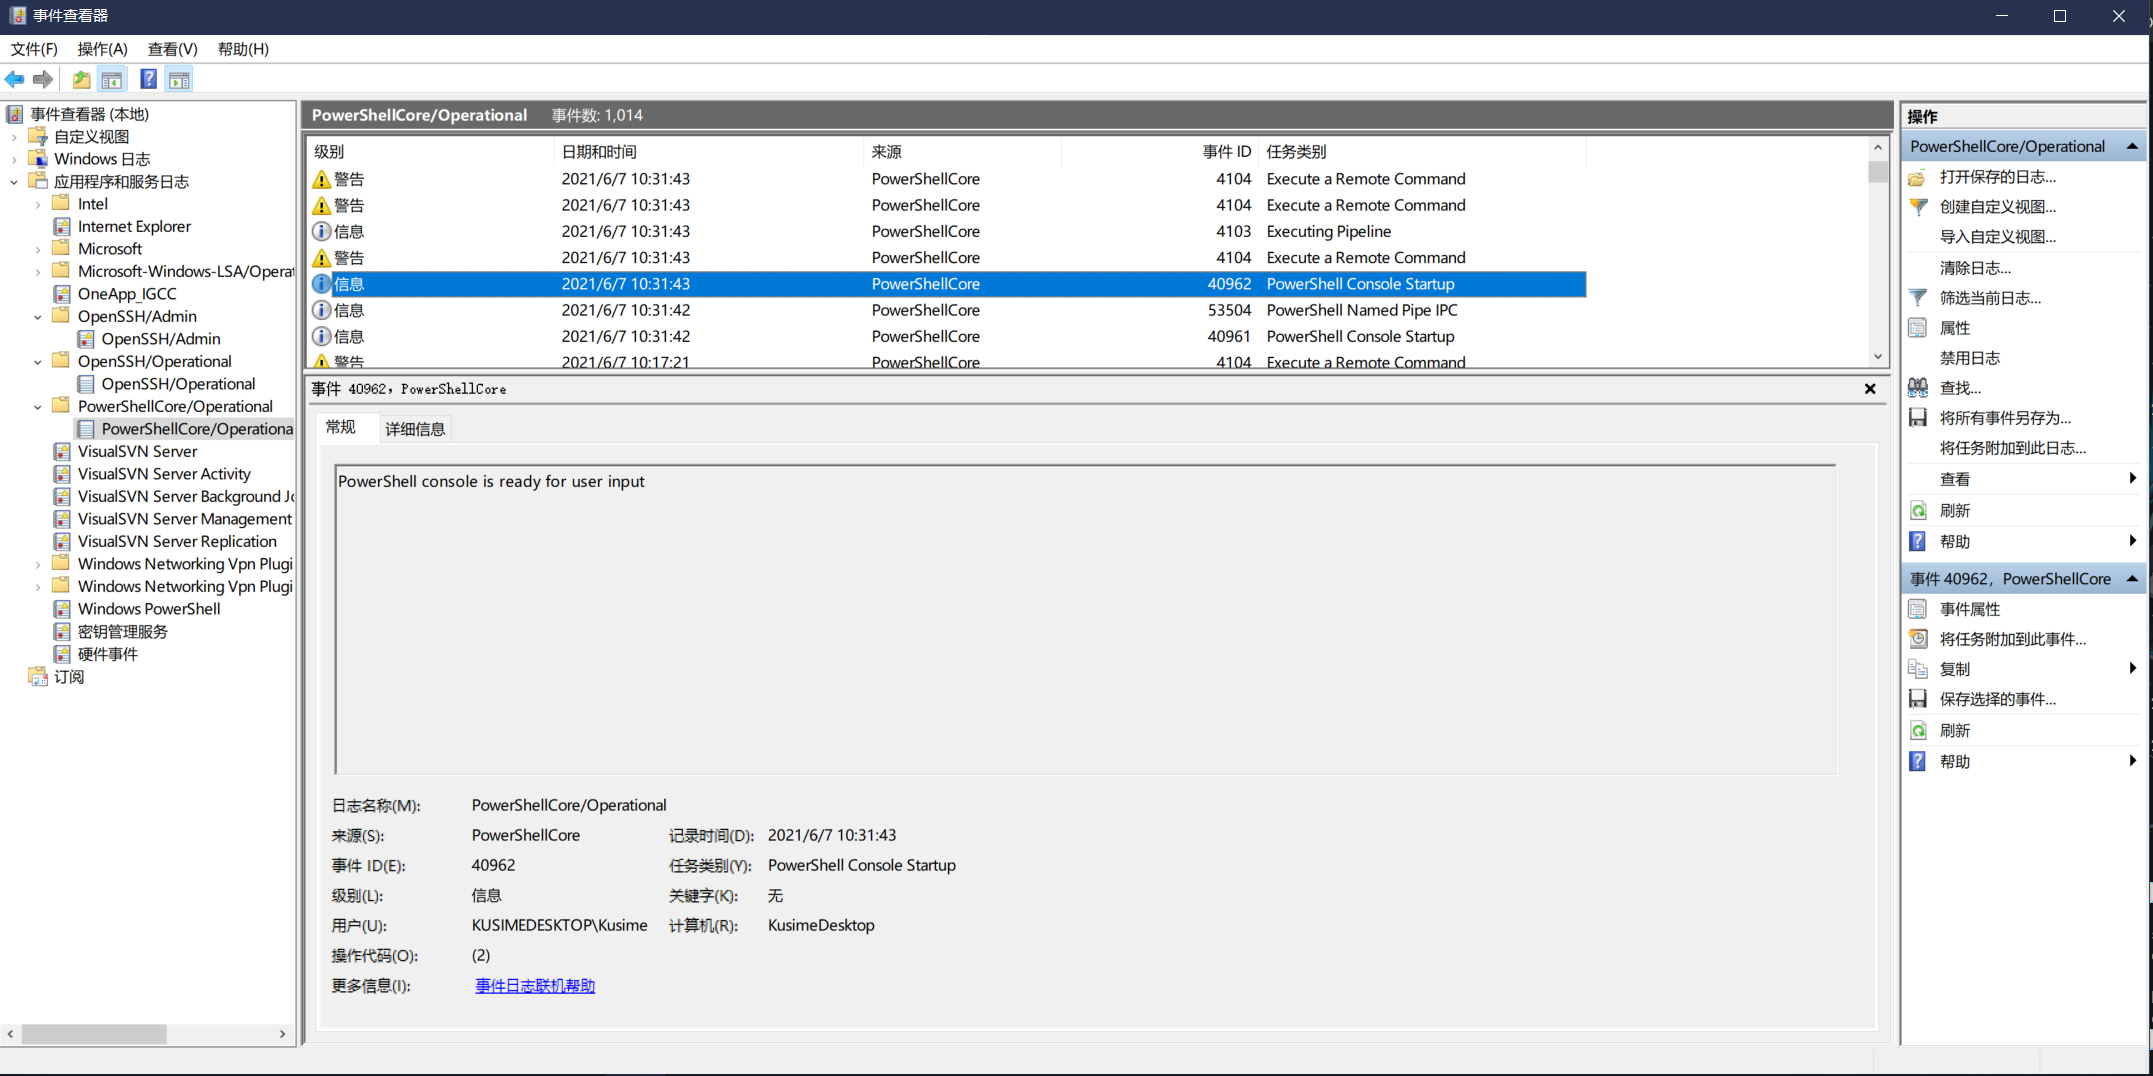 事件查看器
文件(F) 操作(A) 查看(V) 帮助(H)
事件查看器 (本地)
自定义视图
Windows 日志
应用程序和服务日志
Intel
Internet Explorer
Microsoft
Microsoft-Windows-LSA/Operat
OneApp_IGCC
OpenSSH/Admin
OpenSSH/Admin
OpenSSH/Operational
OpenSSH/Operational
PowerShellCore/Operational
PowerShellCore/Operationa
VisualSVN Server
VisualSVN Server Activity
VisualSVN Server Background Jo
VisualSVN Server Management
VisualSVN Server Replication
Windows Networking Vpn Plugi
Windows Networking Vpn Plugi
Windows PowerShell
密钥管理服务
硬件事件
订阅
PowerShellCore/Operational 事件数: 1,014
级别 日期和时间 来源 事件 ID 任务类别
警告 2021/6/7 10:31:43 PowerShellCore 4104 Execute a Remote Command
警告 2021/6/7 10:31:43 PowerShellCore 4104 Execute a Remote Command
信息 2021/6/7 10:31:43 PowerShellCore 4103 Executing Pipeline
警告 2021/6/7 10:31:43 PowerShellCore 4104 Execute a Remote Command
信息 2021/6/7 10:31:43 PowerShellCore 40962 PowerShell Console Startup
信息 2021/6/7 10:31:42 PowerShellCore 53504 PowerShell Named Pipe IPC
信息 2021/6/7 10:31:42 PowerShellCore 40961 PowerShell Console Startup
警告 2021/6/7 10:17:21 PowerShellCore 4104 Execute a Remote Command
事件 40962，PowerShellCore
常规 详细信息
PowerShell console is ready for user input
日志名称(M): PowerShellCore/Operational
来源(S): PowerShellCore 记录时间(D): 2021/6/7 10:31:43
事件 ID(E): 40962 任务类别(Y): PowerShell Console Startup
级别(L): 信息 关键字(K): 无
用户(U): KUSIMEDESKTOP\Kusime 计算机(R): KusimeDesktop
操作代码(O): (2)
更多信息(I): 事件日志联机帮助
操作
PowerShellCore/Operational
打开保存的日志...
创建自定义视图...
导入自定义视图...
清除日志...
筛选当前日志...
属性
禁用日志
查找...
将所有事件另存为...
将任务附加到此日志...
查看
刷新
帮助
事件 40962，PowerShellCore
事件属性
将任务附加到此事件...
复制
保存选择的事件...
刷新
帮助